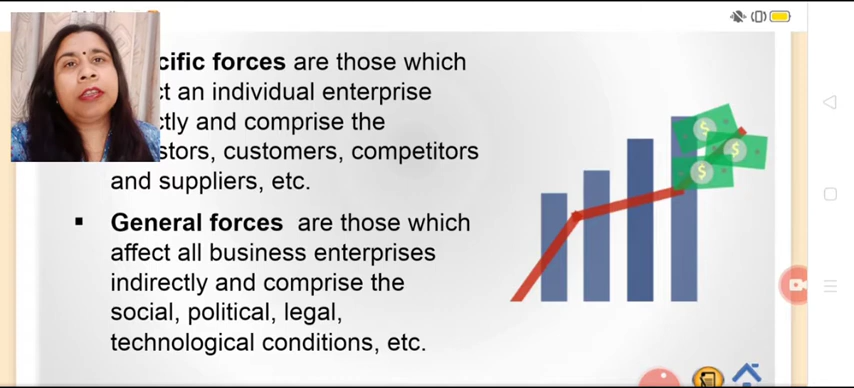 cific forces are those which
ct an individual enterprise
ctly and comprise the
stors, customers, competitors
and suppliers, etc.
▪ General forces are those which
affect all business enterprises
indirectly and comprise the
social, political, legal,
technological conditions, etc.
$
$
$